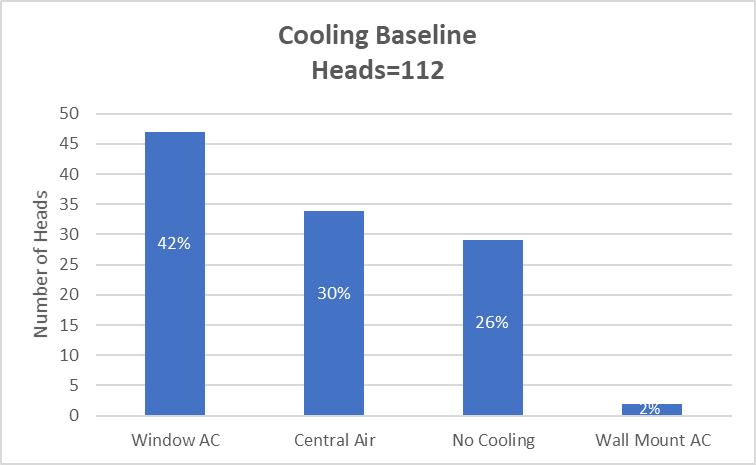 Cooling Baseline
Heads=112
Number of Heads
50
45
40
35
30
25
20
15
10
5
0
42%
30%
26%
2%
Window AC
Central Air
No Cooling
Wall Mount AC